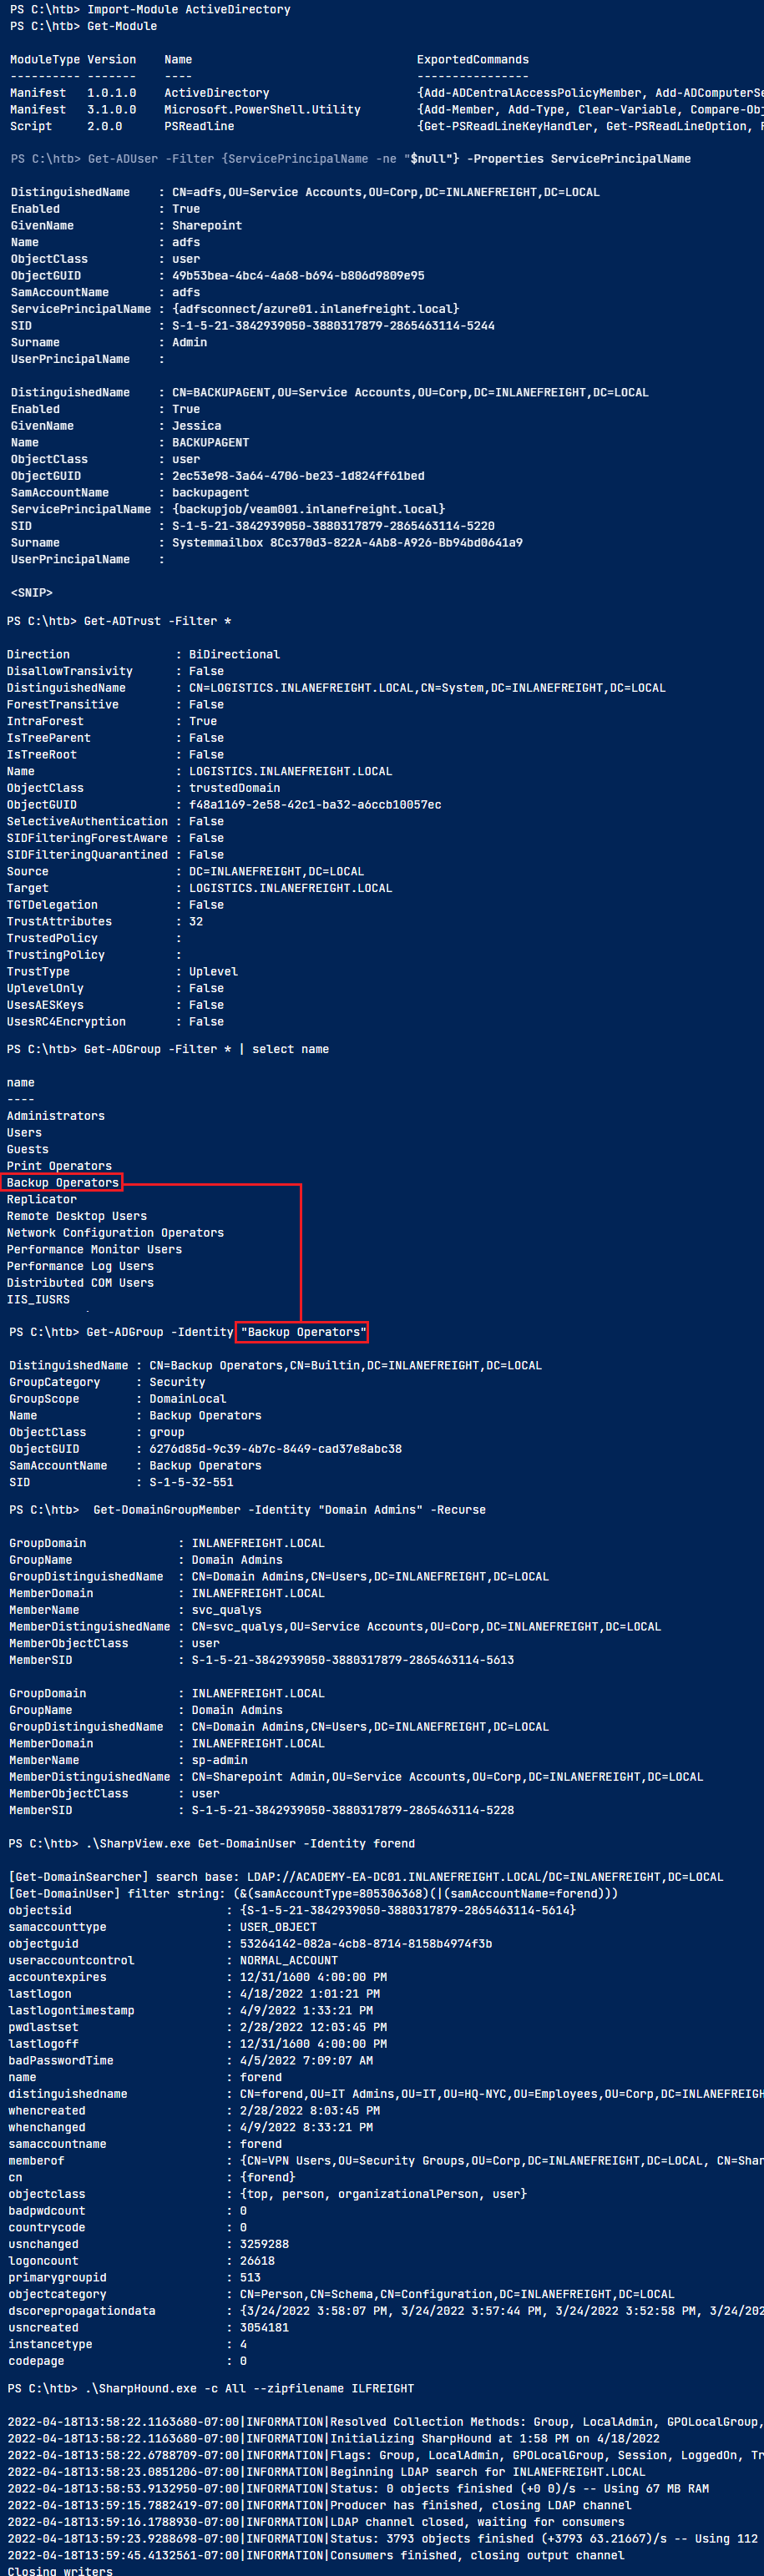 PS C:\htb> Import-Module ActiveDirectory
PS C:\htb> Get-Module
ModuleType Version    Name                                ExportedCommands
---------- -------    ----                                ----------------
Manifest   1.0.1.0    ActiveDirectory                     {Add-ADCentralAccessPolicyMember, Add-ADComputerSe
Manifest   3.1.0.0    Microsoft.PowerShell.Utility        {Add-Member, Add-Type, Clear-Variable, Compare-Obj
Script     2.0.0      PSReadline                          {Get-PSReadLineKeyHandler, Get-PSReadLineOption,
PS C:\htb> Get-ADUser -Filter {ServicePrincipalName -ne "$null"} -Properties ServicePrincipalName
DistinguishedName    : CN=adfs,OU=Service Accounts,OU=Corp,DC=INLANEFREIGHT,DC=LOCAL
Enabled              : True
GivenName            : Sharepoint
Name                 : adfs
ObjectClass          : user
ObjectGUID           : 49b53bea-4bc4-4a68-b694-b806d9809e95
SamAccountName       : adfs
ServicePrincipalName : {adfsconnect/azure01.inlanefreight.local}
SID                  : S-1-5-21-3842939050-3880317879-2865463114-5244
Surname              : Admin
UserPrincipalName    :
DistinguishedName    : CN=BACKUPAGENT,OU=Service Accounts,OU=Corp,DC=INLANEFREIGHT,DC=LOCAL
Enabled              : True
GivenName            : Jessica
Name                 : BACKUPAGENT
ObjectClass          : user
ObjectGUID           : 2ec53e98-3a64-4706-be23-1d824ff61bed
SamAccountName       : backupagent
ServicePrincipalName : {backupjob/veam001.inlanefreight.local}
SID                  : S-1-5-21-3842939050-3880317879-2865463114-5220
Surname              : Systemmailbox 8Cc370d3-822A-4Ab8-A926-Bb94bd0641a9
UserPrincipalName    :
<SNIP>
PS C:\htb> Get-ADTrust -Filter *
Direction               : BiDirectional
DisallowTransivity      : False
DistinguishedName       : CN=LOGISTICS.INLANEFREIGHT.LOCAL,CN=System,DC=INLANEFREIGHT,DC=LOCAL
ForestTransitive        : False
IntraForest             : True
IsTreeParent            : False
IsTreeRoot              : False
Name                    : LOGISTICS.INLANEFREIGHT.LOCAL
ObjectClass             : trustedDomain
ObjectGUID              : f48a1169-2e58-42c1-ba32-a6ccb10057ec
SelectiveAuthentication : False
SIDFilteringForestAware : False
SIDFilteringQuarantined : False
Source                  : DC=INLANEFREIGHT,DC=LOCAL
Target                  : LOGISTICS.INLANEFREIGHT.LOCAL
TGTDelegation           : False
TrustAttributes         : 32
TrustedPolicy           :
TrustingPolicy          :
TrustType               : Uplevel
UplevelOnly             : False
UsesAESKeys             : False
UsesRC4Encryption       : False
PS C:\htb> Get-ADGroup -Filter * | select name
name
----
Administrators
Users
Guests
Print Operators
Backup Operators
Replicator
Remote Desktop Users
Network Configuration Operators
Performance Monitor Users
Performance Log Users
Distributed COM Users
IIS_IUSRS
PS C:\htb> Get-ADGroup -Identity "Backup Operators"
DistinguishedName : CN=Backup Operators,CN=Builtin,DC=INLANEFREIGHT,DC=LOCAL
GroupCategory     : Security
GroupScope        : DomainLocal
Name              : Backup Operators
ObjectClass       : group
ObjectGUID        : 6276d85d-9c39-4b7c-8449-cad37e8abc38
SamAccountName    : Backup Operators
SID               : S-1-5-32-551
PS C:\htb>  Get-DomainGroupMember -Identity "Domain Admins" -Recurse
GroupDomain             : INLANEFREIGHT.LOCAL
GroupName               : Domain Admins
GroupDistinguishedName  : CN=Domain Admins,CN=Users,DC=INLANEFREIGHT,DC=LOCAL
MemberDomain            : INLANEFREIGHT.LOCAL
MemberName              : svc_qualys
MemberDistinguishedName : CN=svc_qualys,OU=Service Accounts,OU=Corp,DC=INLANEFREIGHT,DC=LOCAL
MemberObjectClass       : user
MemberSID               : S-1-5-21-3842939050-3880317879-2865463114-5613
GroupDomain             : INLANEFREIGHT.LOCAL
GroupName               : Domain Admins
GroupDistinguishedName  : CN=Domain Admins,CN=Users,DC=INLANEFREIGHT,DC=LOCAL
MemberDomain            : INLANEFREIGHT.LOCAL
MemberName              : sp-admin
MemberDistinguishedName : CN=Sharepoint Admin,OU=Service Accounts,OU=Corp,DC=INLANEFREIGHT,DC=LOCAL
MemberObjectClass       : user
MemberSID               : S-1-5-21-3842939050-3880317879-2865463114-5228
PS C:\htb> .\SharpView.exe Get-DomainUser -Identity forend
[Get-DomainSearcher] search base: LDAP://ACADEMY-EA-DC01.INLANEFREIGHT.LOCAL/DC=INLANEFREIGHT,DC=LOCAL
[Get-DomainUser] filter string: (&(samAccountType=805306368)(|(samAccountName=forend)))
objectsid                      : {S-1-5-21-3842939050-3880317879-2865463114-5614}
samaccounttype                 : USER_OBJECT
objectguid                     : 53264142-082a-4cb8-8714-8158b4974f3b
useraccountcontrol             : NORMAL_ACCOUNT
accountexpires                 : 12/31/1600 4:00:00 PM
lastlogon                      : 4/18/2022 1:01:21 PM
lastlogontimestamp             : 4/9/2022 1:33:21 PM
pwdlastset                     : 2/28/2022 12:03:45 PM
lastlogoff                     : 12/31/1600 4:00:00 PM
badPasswordTime                : 4/5/2022 7:09:07 AM
name                           : forend
distinguishedname              : CN=forend,OU=IT Admins,OU=IT,OU=HQ-NYC,OU=Employees,OU=Corp,DC=INLANEFREIGH
whencreated                    : 2/28/2022 8:03:45 PM
whenchanged                    : 4/9/2022 8:33:21 PM
samaccountname                 : forend
memberof                       : {CN=VPN Users,OU=Security Groups,OU=Corp,DC=INLANEFREIGHT,DC=LOCAL, CN=Shar
cn                             : {forend}
objectclass                    : {top, person, organizationalPerson, user}
badpwdcount                    : 0
countrycode                    : 0
usnchanged                     : 3259288
logoncount                     : 26618
primarygroupid                 : 513
objectcategory                 : CN=Person,CN=Schema,CN=Configuration,DC=INLANEFREIGHT,DC=LOCAL
dscorepropagationdata          : {3/24/2022 3:58:07 PM, 3/24/2022 3:57:44 PM, 3/24/2022 3:52:58 PM, 3/24/202
usncreated                     : 3054181
instancetype                   : 4
codepage                       : 0
PS C:\htb> .\SharpHound.exe -c All --zipfilename ILFREIGHT
2022-04-18T13:58:22.1163680-07:00|INFORMATION|Resolved Collection Methods: Group, LocalAdmin, GPOLocalGroup,
2022-04-18T13:58:22.1163680-07:00|INFORMATION|Initializing SharpHound at 1:58 PM on 4/18/2022
2022-04-18T13:58:22.6788709-07:00|INFORMATION|Flags: Group, LocalAdmin, GPOLocalGroup, Session, LoggedOn, Tr
2022-04-18T13:58:23.0851206-07:00|INFORMATION|Beginning LDAP search for INLANEFREIGHT.LOCAL
2022-04-18T13:58:53.9132950-07:00|INFORMATION|Status: 0 objects finished (+0 0)/s -- Using 67 MB RAM
2022-04-18T13:59:15.7882419-07:00|INFORMATION|Producer has finished, closing LDAP channel
2022-04-18T13:59:16.1788930-07:00|INFORMATION|LDAP channel closed, waiting for consumers
2022-04-18T13:59:23.9288698-07:00|INFORMATION|Status: 3793 objects finished (+3793 63.21667)/s -- Using 112
2022-04-18T13:59:45.4132561-07:00|INFORMATION|Consumers finished, closing output channel
Closing writers